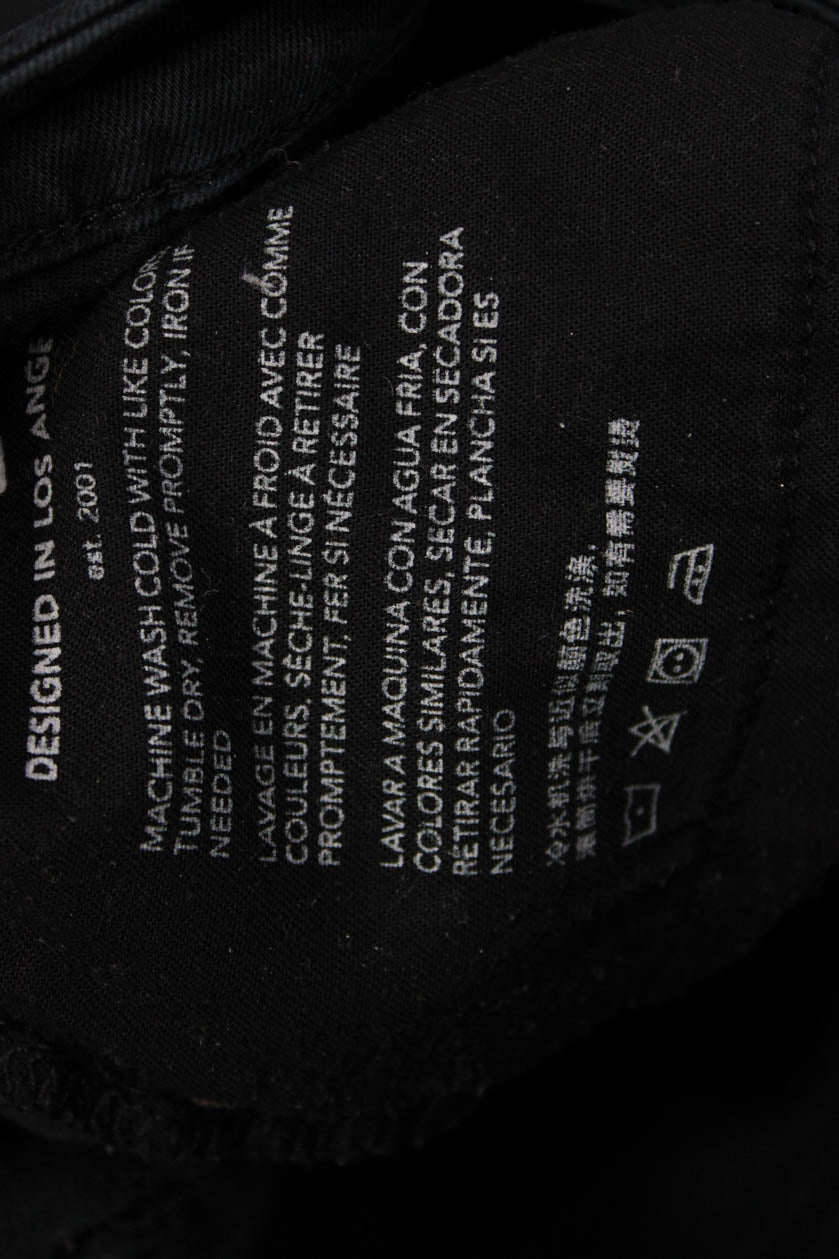 DESIGNED IN LOS ANGE
est. 2001
MACHINE WASH COLD WITH LIKE COLORS
TUMBLE DRY, REMOVE PROMPTLY, IRON IF
NEEDED
LAVAGE EN MACHINE À FROID AVEC COMME
COULEURS, SÈCHE-LINGE À RETIRER
PROMPTEMENT, FER SI NÉCESSAIRE
LAVAR A MAQUINA CON AGUA FRIA, CON
COLORES SIMILARES, SECAR EN SECADORA
RETIRAR RAPIDAMENTE, PLANCHA SI ES
NECESARIO
冷水机洗与近似颜色洗涤,
滚筒烘干后立刻取出, 如有需要熨烫